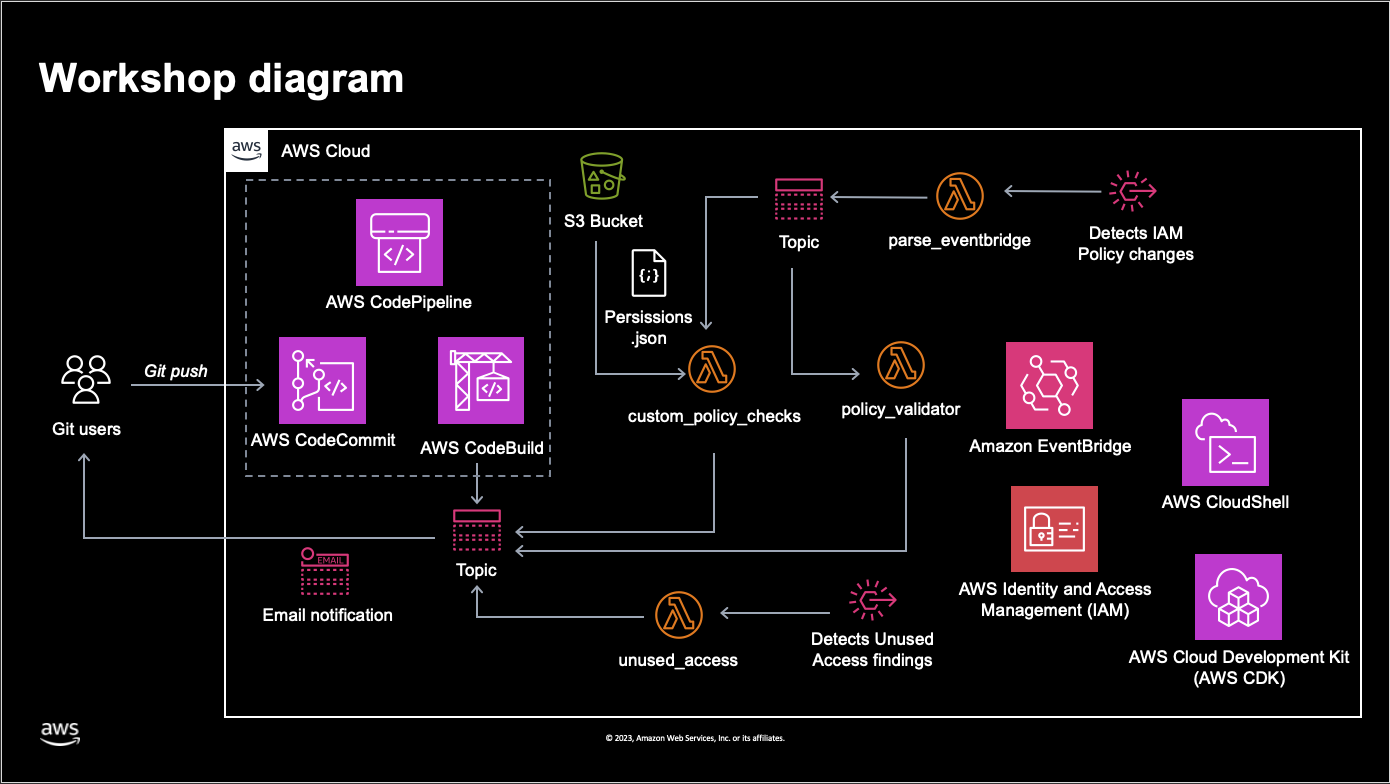 Workshop diagram
aws
AWS Cloud
S3 Bucket
Persissions
.json
Topic
parse_eventbridge
Detects IAM
Policy changes
AWS CodePipeline
Git push
Git users
AWS CodeCommit
AWS CodeBuild
custom_policy_checks
policy_validator
Amazon EventBridge
AWS CloudShell
Topic
EMAIL
Email notification
unused_access
Detects Unused
Access findings
AWS Identity and Access
Management (IAM)
AWS Cloud Development Kit
(AWS CDK)
aws
© 2023, Amazon Web Services, Inc. or its affiliates.